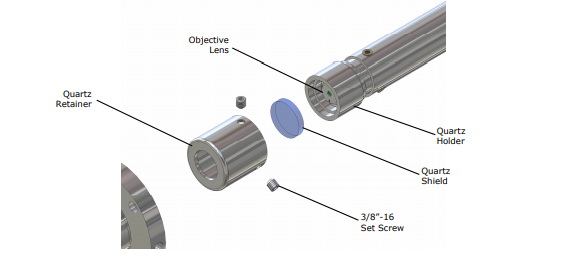 Objective
Lens
Quartz
Retainer
Quartz
Holder
Quartz
Shield
3/8"-16
Set Screw